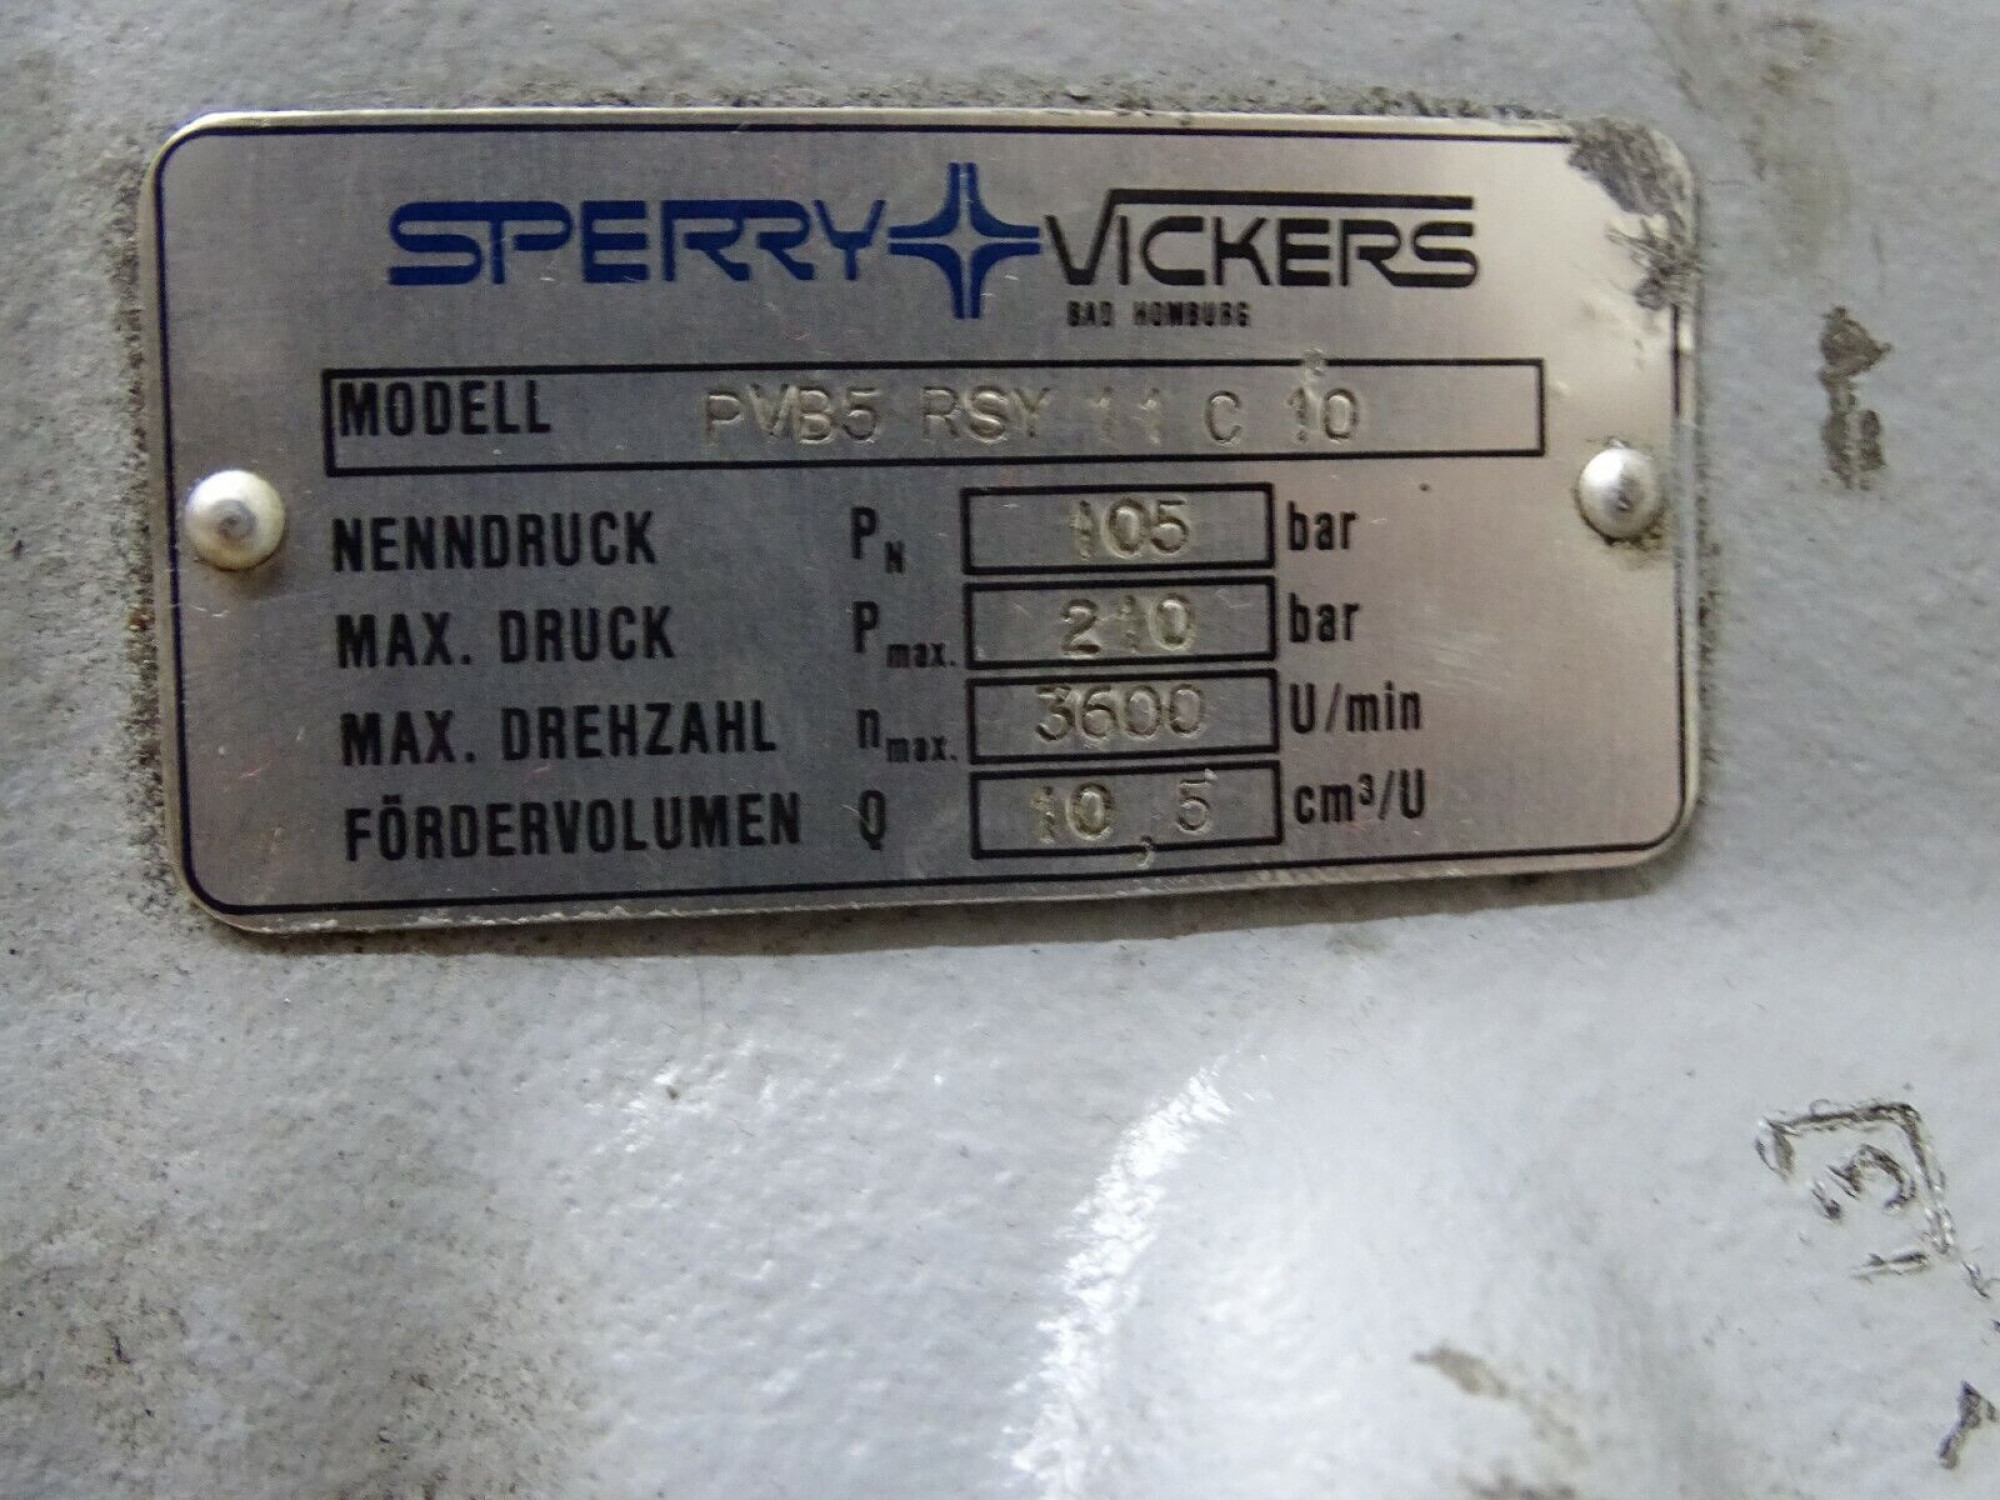 SPERRY VICKERS
BAD HOMBURG
MODELL PVB5 RSY 11 C 10
NENNDRUCK PN 105 bar
MAX. DRUCK Pmax. 210 bar
MAX. DREHZAHL nmax. 3600 U/min
FÖRDERVOLUMEN Q 10,5 cm³/U